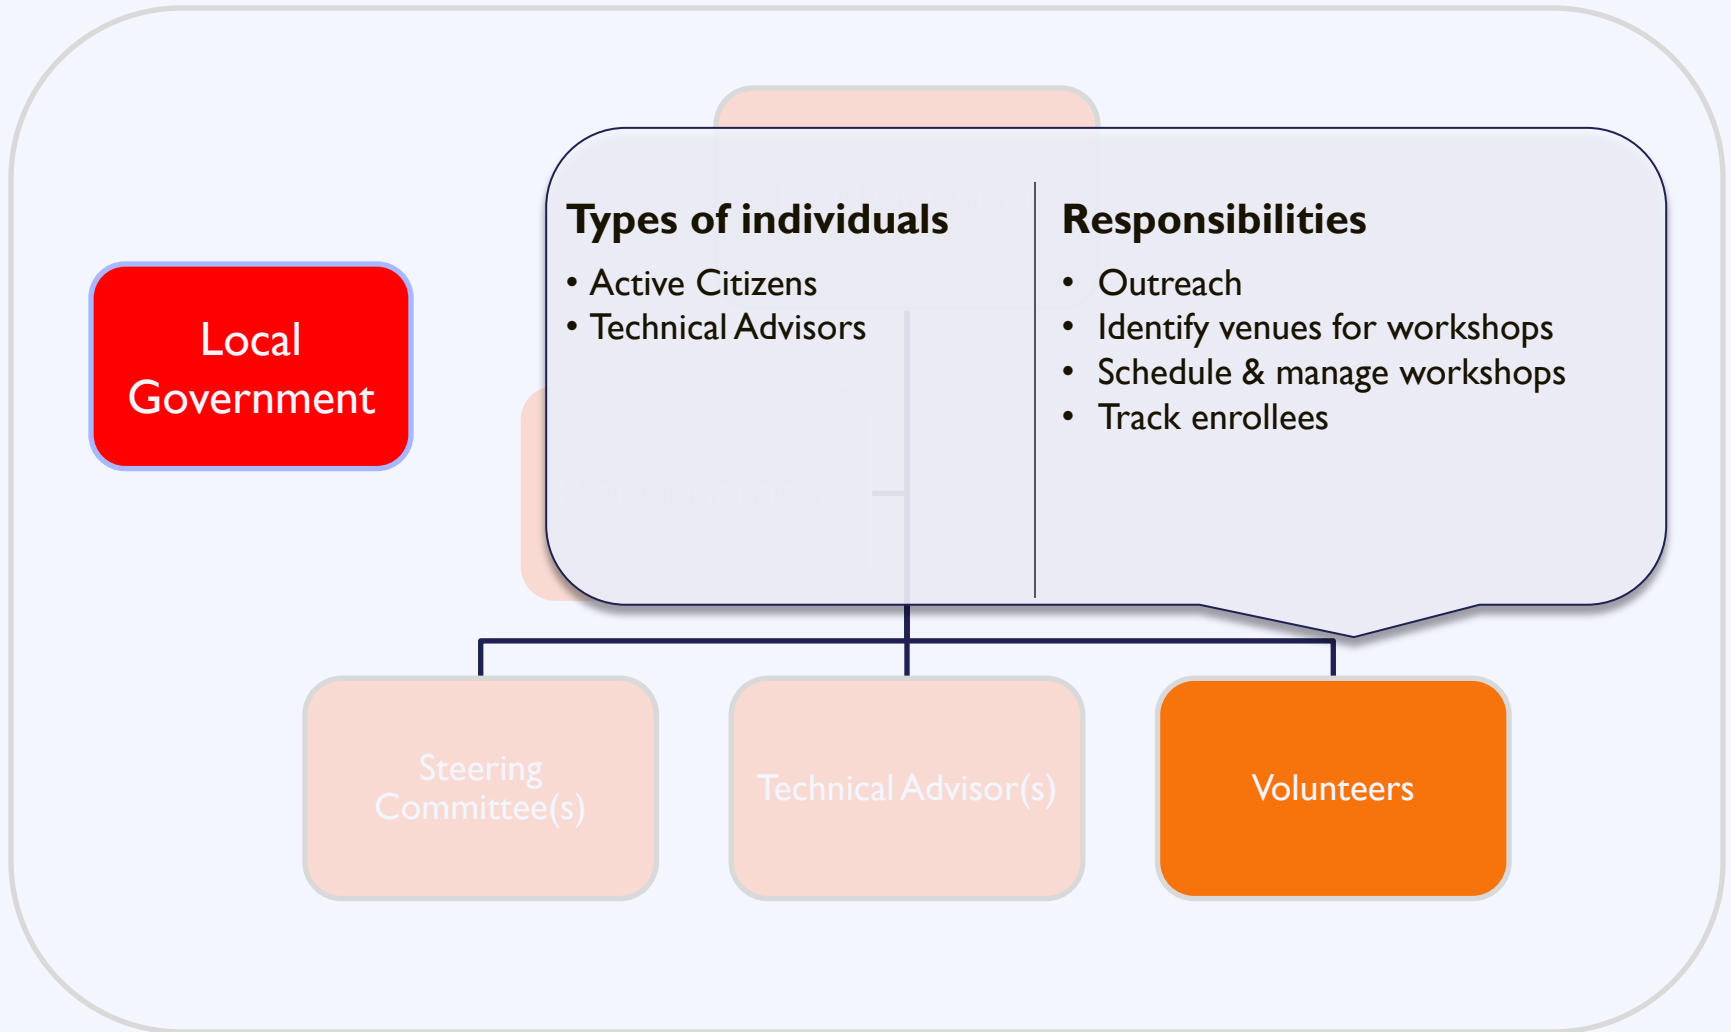 Local
Government
Types of individuals
• Active Citizens
• Technical Advisors
Responsibilities
• Outreach
• Identify venues for workshops
• Schedule & manage workshops
• Track enrollees
Steering
Committee(s)
Technical Advisor(s)
Volunteers